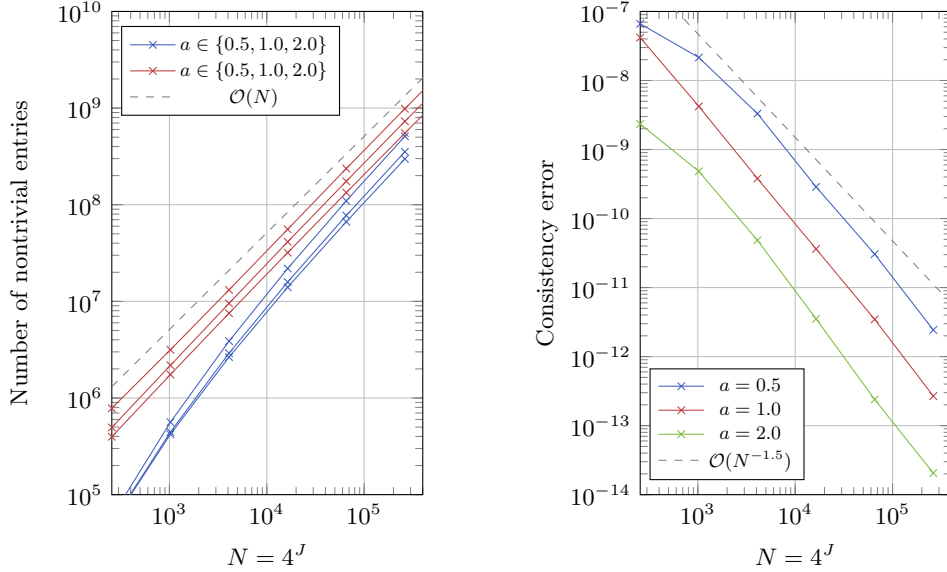 10^10
10^9
10^8
10^7
10^6
10^5
Number of nontrivial entries
a ∈ {0.5, 1.0, 2.0}
a ∈ {0.5, 1.0, 2.0}
O(N)
10^3 10^4 10^5
N = 4^J
10^−7
10^−8
10^−9
10^−10
10^−11
10^−12
10^−13
10^−14
Consistency error
a = 0.5
a = 1.0
a = 2.0
O(N^−1.5)
10^3 10^4 10^5
N = 4^J